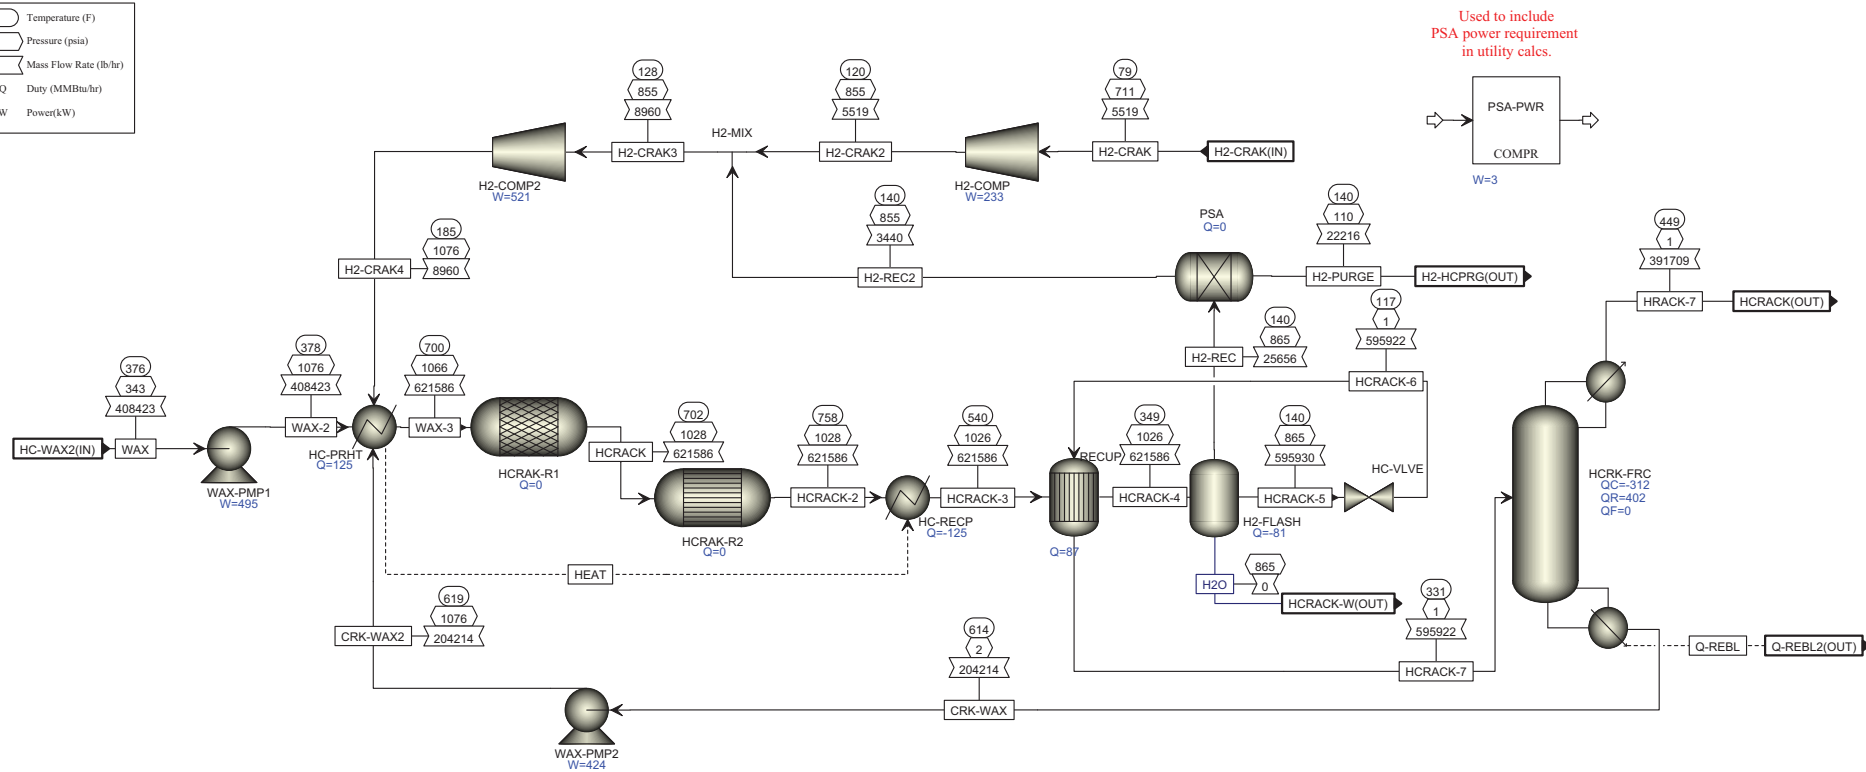 Temperature (F)
Pressure (psia)
Mass Flow Rate (lb/hr)
Q Duty (MMBtu/hr)
W Power(kW)
Used to include
PSA power requirement
in utility calcs.
PSA-PWR
COMPR
W=3
128
855
8960
H2-CRAK3
H2-MIX
120
855
5519
H2-CRAK2
79
711
5519
H2-CRAK
H2-CRAK(IN)
H2-COMP2
W=521
H2-COMP
W=233
140
855
3440
H2-REC2
PSA
Q=0
140
110
22216
H2-PURGE
H2-HCPRG(OUT)
449
1
391709
HRACK-7
HCRACK(OUT)
185
1076
8960
H2-CRAK4
117
1
595922
HCRACK-6
140
865
25656
H2-REC
376
343
408423
HC-WAX2(IN)
WAX
WAX-PMP1
W=495
378
1076
408423
WAX-2
HC-PRHT
Q=125
700
1066
621586
WAX-3
HCRAK-R1
Q=0
702
1028
621586
HCRACK
HCRAK-R2
Q=0
758
1028
621586
HCRACK-2
HC-RECP
Q=-125
540
1026
621586
HCRACK-3
RECUP
Q=87
349
1026
621586
HCRACK-4
H2-FLASH
Q=-81
140
865
595930
HCRACK-5
HC-VLVE
HCRK-FRC
QC=-312
QR=402
QF=0
HEAT
H2O
865
0
HCRACK-W(OUT)
619
1076
204214
CRK-WAX2
614
2
204214
CRK-WAX
331
1
595922
HCRACK-7
Q-REBL
Q-REBL2(OUT)
WAX-PMP2
W=424